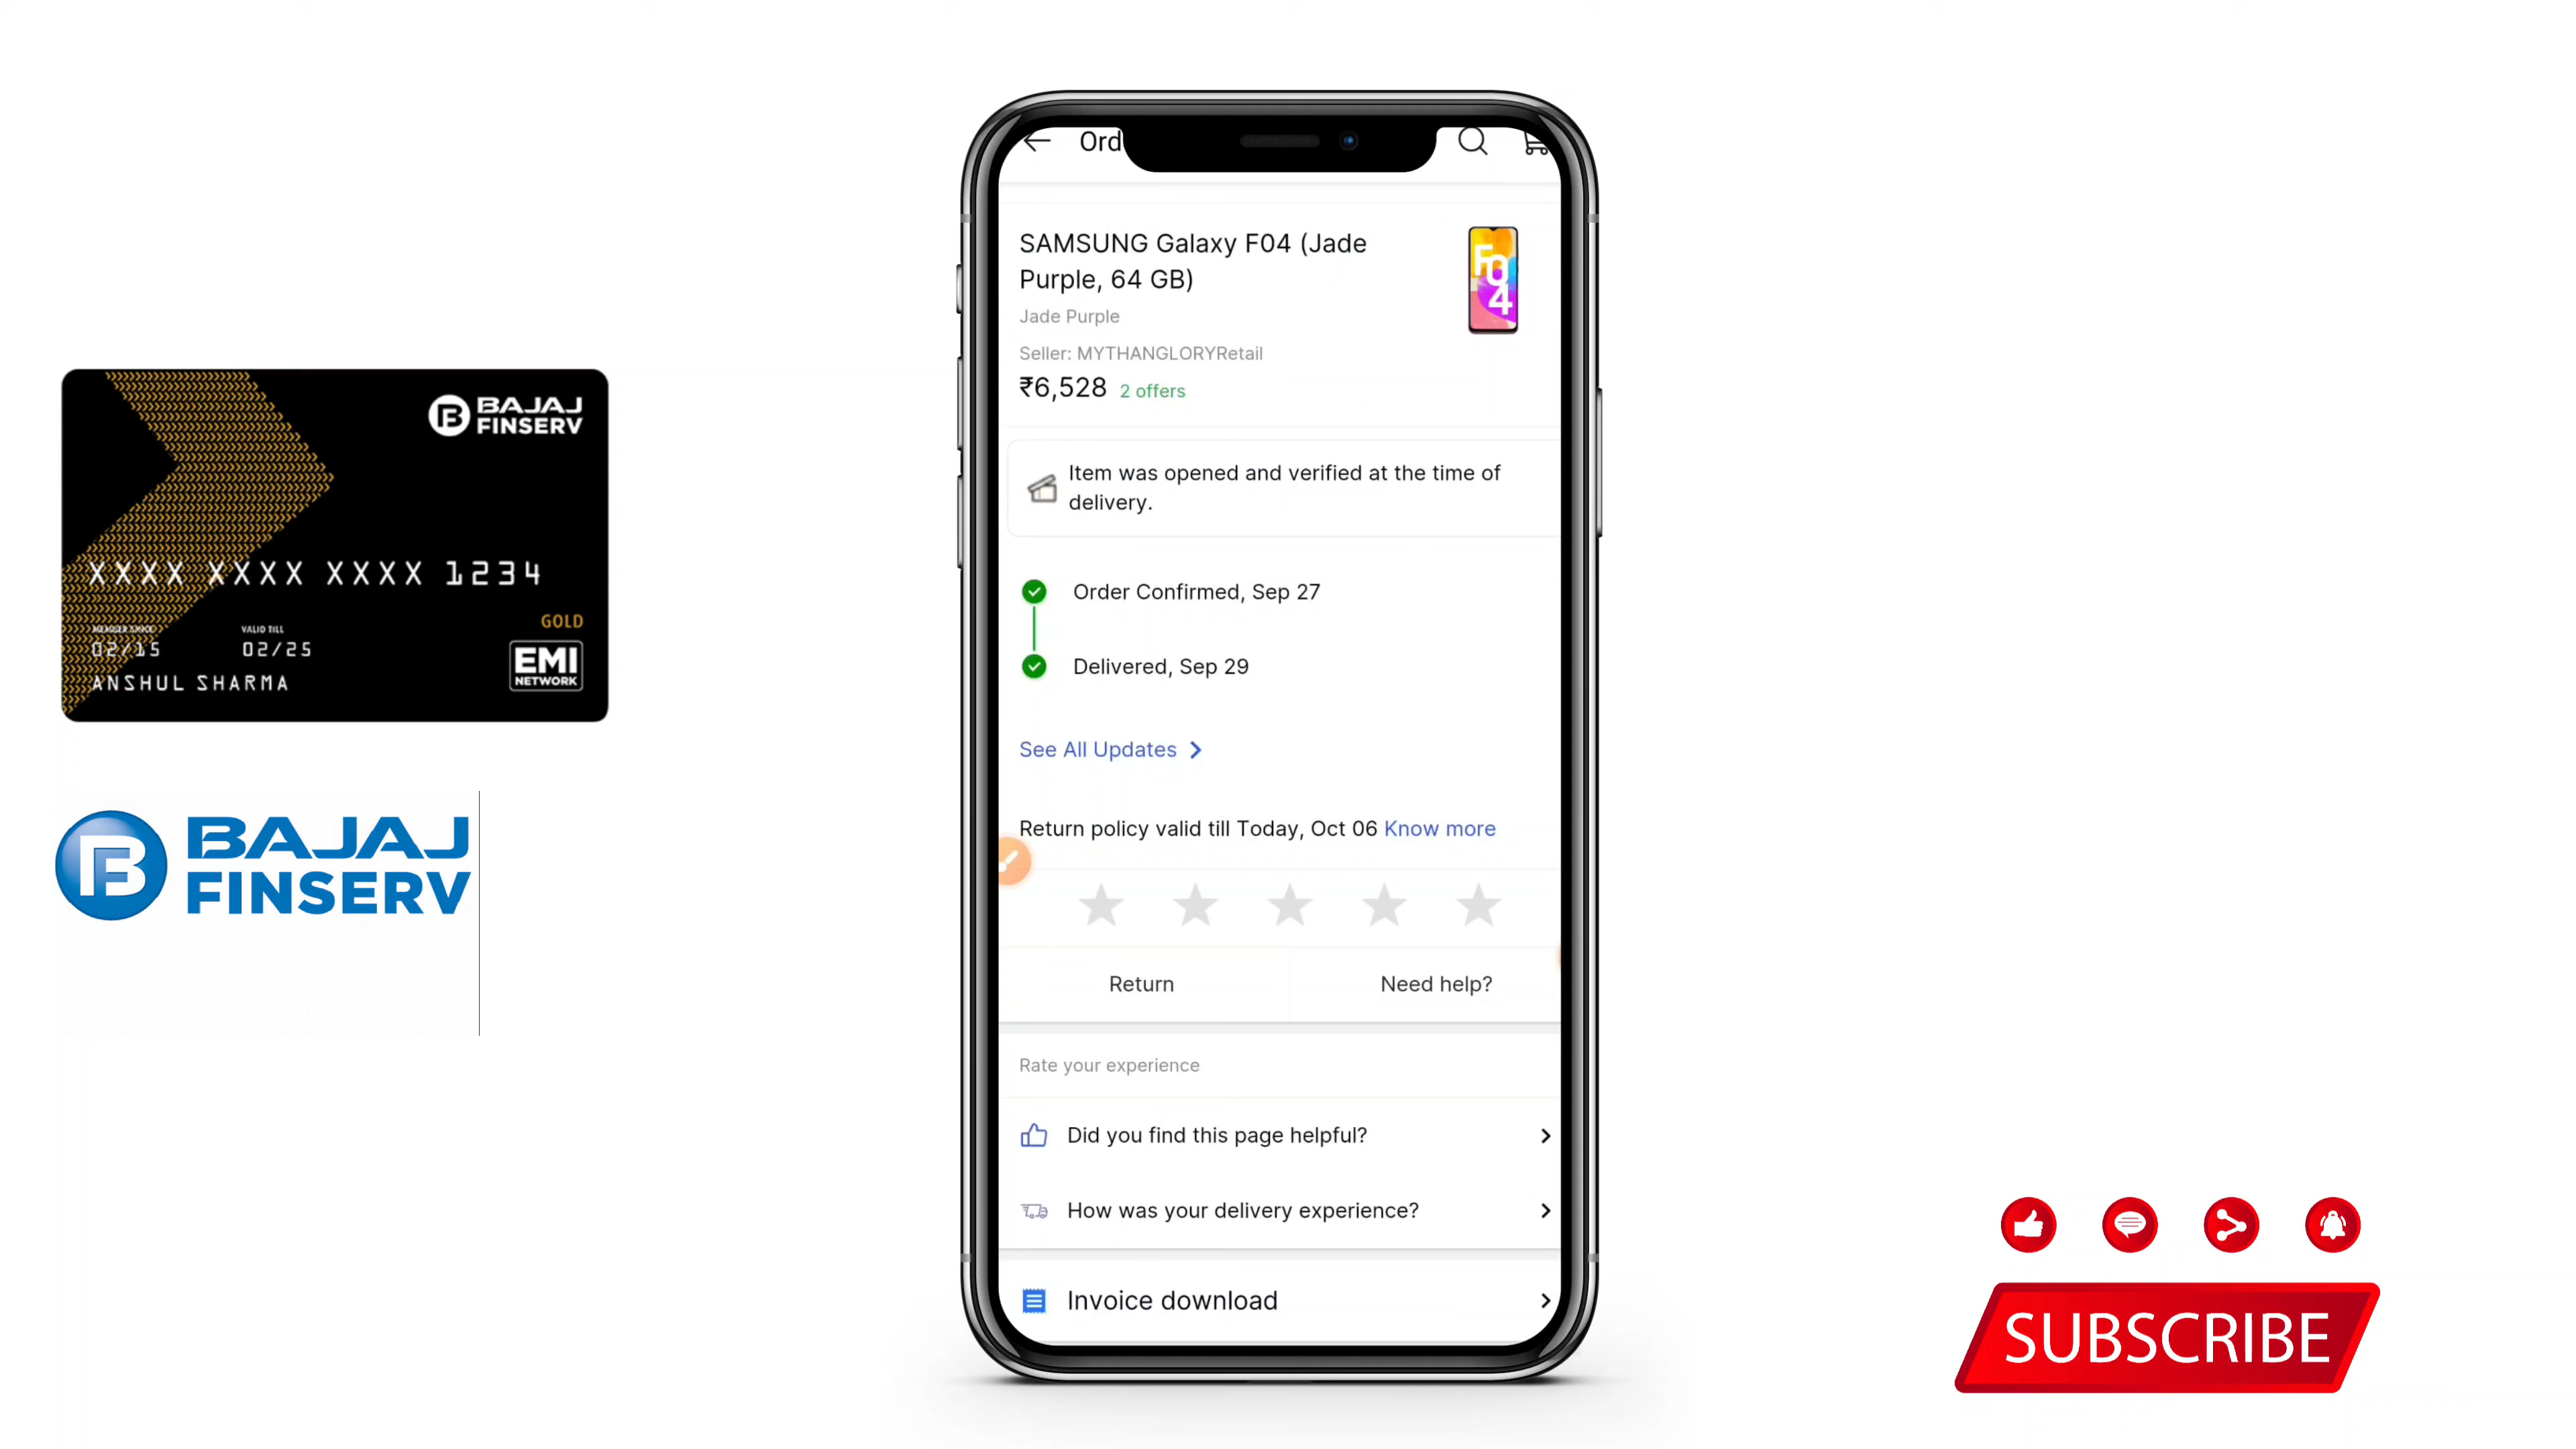 BAJAJ
FINSERV
XXXX XXXX XXXX 1234
GOLD
VALID TILL
02/15 02/25
ANSHUL SHARMA
EMI
NETWORK
BAJAJ
FINSERV
Ord
SAMSUNG Galaxy F04 (Jade
Purple, 64 GB)
F04
Jade Purple
Seller: MYTHANGLORYRetail
₹6,528 2 offers
Item was opened and verified at the time of
delivery.
Order Confirmed, Sep 27
Delivered, Sep 29
See All Updates
Return policy valid till Today, Oct 06 Know more
Return Need help?
Rate your experience
Did you find this page helpful?
How was your delivery experience?
Invoice download
SUBSCRIBE